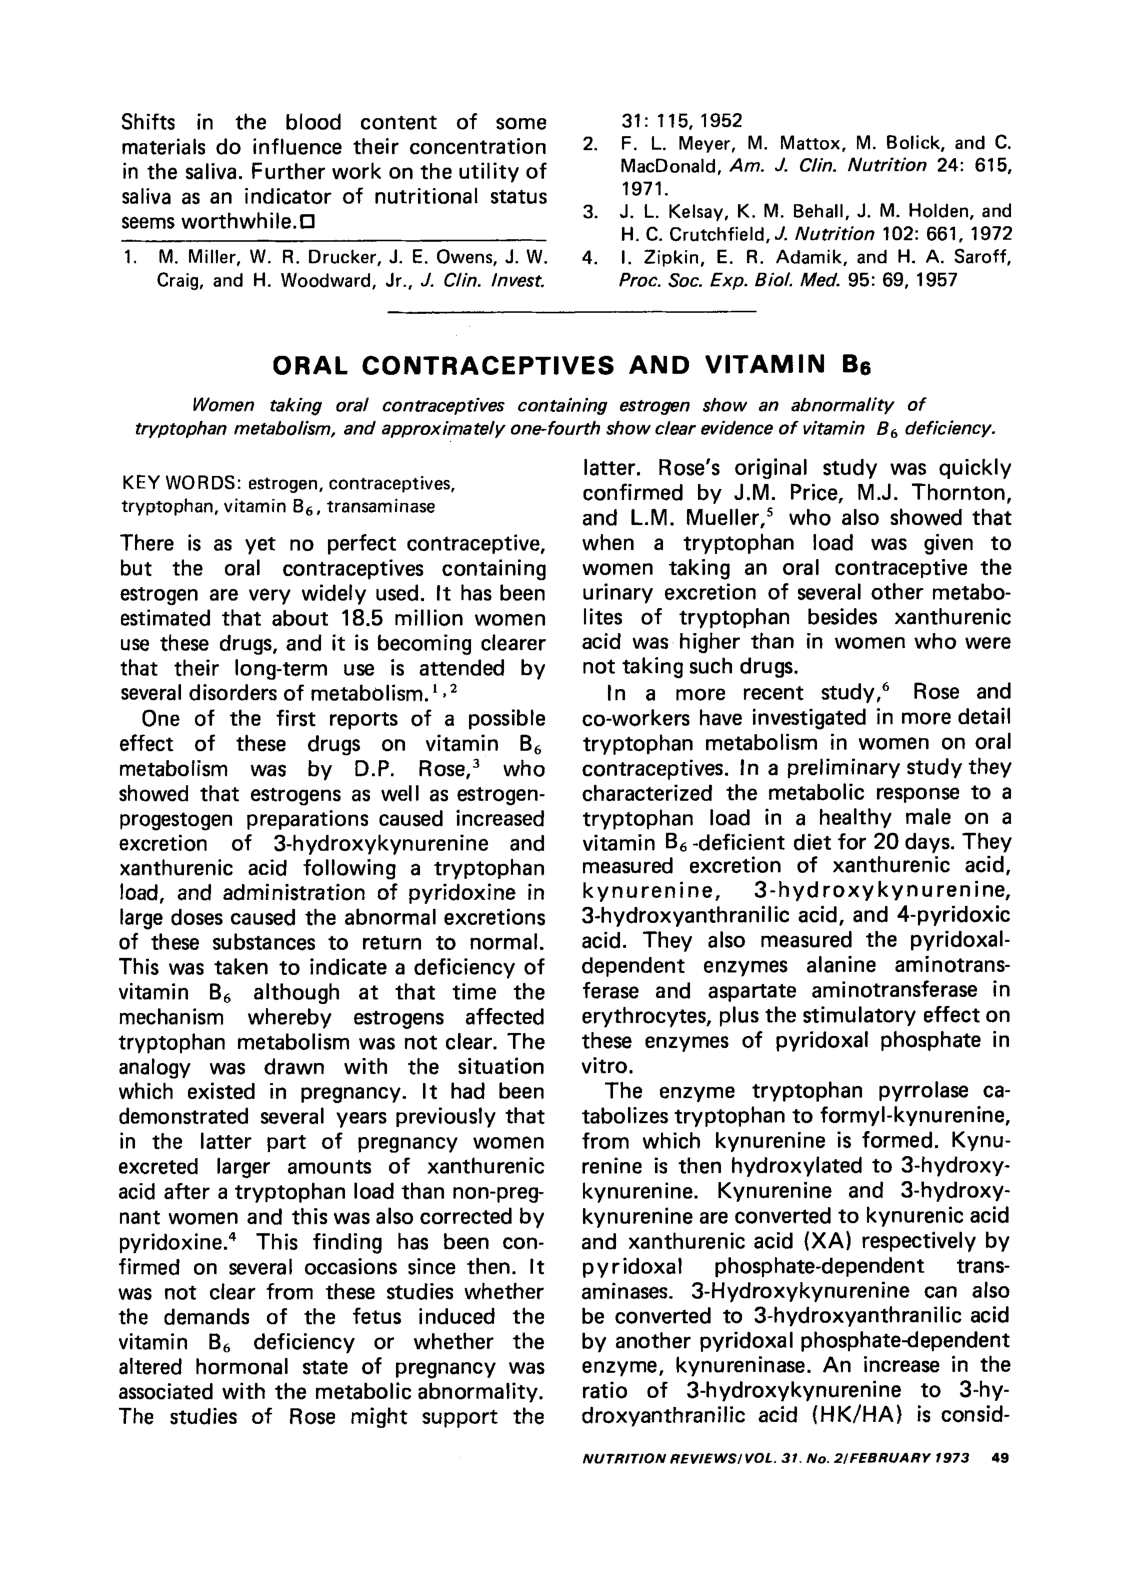 Shifts in the blood content of some
materials do influence their concentration
in the saliva. Further work on the utility of
saliva as an indicator of nutritional status
seems worthwhile.□
1. M. Miller, W. R. Drucker, J. E. Owens, J. W.
Craig, and H. Woodward, Jr., J. Clin. Invest.
31: 115, 1952
2. F. L. Meyer, M. Mattox, M. Bolick, and C.
MacDonald, Am. J. Clin. Nutrition 24: 615,
1971.
3. J. L. Kelsay, K. M. Behall, J. M. Holden, and
H. C. Crutchfield, J. Nutrition 102: 661, 1972
4. I. Zipkin, E. R. Adamik, and H. A. Saroff,
Proc. Soc. Exp. Biol. Med. 95: 69, 1957
ORAL CONTRACEPTIVES AND VITAMIN B₆
Women taking oral contraceptives containing estrogen show an abnormality of
tryptophan metabolism, and approximately one-fourth show clear evidence of vitamin B₆ deficiency.
KEY WORDS: estrogen, contraceptives,
tryptophan, vitamin B₆, transaminase
There is as yet no perfect contraceptive,
but the oral contraceptives containing
estrogen are very widely used. It has been
estimated that about 18.5 million women
use these drugs, and it is becoming clearer
that their long-term use is attended by
several disorders of metabolism.¹,²
One of the first reports of a possible
effect of these drugs on vitamin B₆
metabolism was by D.P. Rose,³ who
showed that estrogens as well as estrogen-
progestogen preparations caused increased
excretion of 3-hydroxykynurenine and
xanthurenic acid following a tryptophan
load, and administration of pyridoxine in
large doses caused the abnormal excretions
of these substances to return to normal.
This was taken to indicate a deficiency of
vitamin B₆ although at that time the
mechanism whereby estrogens affected
tryptophan metabolism was not clear. The
analogy was drawn with the situation
which existed in pregnancy. It had been
demonstrated several years previously that
in the latter part of pregnancy women
excreted larger amounts of xanthurenic
acid after a tryptophan load than non-preg-
nant women and this was also corrected by
pyridoxine.⁴ This finding has been con-
firmed on several occasions since then. It
was not clear from these studies whether
the demands of the fetus induced the
vitamin B₆ deficiency or whether the
altered hormonal state of pregnancy was
associated with the metabolic abnormality.
The studies of Rose might support the
latter. Rose's original study was quickly
confirmed by J.M. Price, M.J. Thornton,
and L.M. Mueller,⁵ who also showed that
when a tryptophan load was given to
women taking an oral contraceptive the
urinary excretion of several other metabo-
lites of tryptophan besides xanthurenic
acid was higher than in women who were
not taking such drugs.
In a more recent study,⁶ Rose and
co-workers have investigated in more detail
tryptophan metabolism in women on oral
contraceptives. In a preliminary study they
characterized the metabolic response to a
tryptophan load in a healthy male on a
vitamin B₆-deficient diet for 20 days. They
measured excretion of xanthurenic acid,
kynurenine, 3-hydroxykynurenine,
3-hydroxyanthranilic acid, and 4-pyridoxic
acid. They also measured the pyridoxal-
dependent enzymes alanine aminotrans-
ferase and aspartate aminotransferase in
erythrocytes, plus the stimulatory effect on
these enzymes of pyridoxal phosphate in
vitro.
The enzyme tryptophan pyrrolase ca-
tabolizes tryptophan to formyl-kynurenine,
from which kynurenine is formed. Kynu-
renine is then hydroxylated to 3-hydroxy-
kynurenine. Kynurenine and 3-hydroxy-
kynurenine are converted to kynurenic acid
and xanthurenic acid (XA) respectively by
pyridoxal phosphate-dependent trans-
aminases. 3-Hydroxykynurenine can also
be converted to 3-hydroxyanthranilic acid
by another pyridoxal phosphate-dependent
enzyme, kynureninase. An increase in the
ratio of 3-hydroxykynurenine to 3-hy-
droxyanthranilic acid (HK/HA) is consid-
NUTRITION REVIEWS/VOL. 31. No. 2/FEBRUARY 1973 49